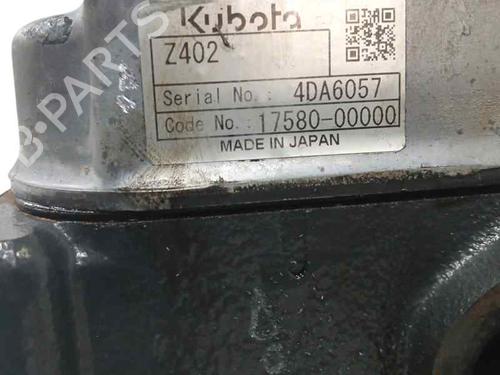 Kubota
Z402
Serial No.: 4DA6057
Code No.: 17580-00000
MADE IN JAPAN
B-PARTS